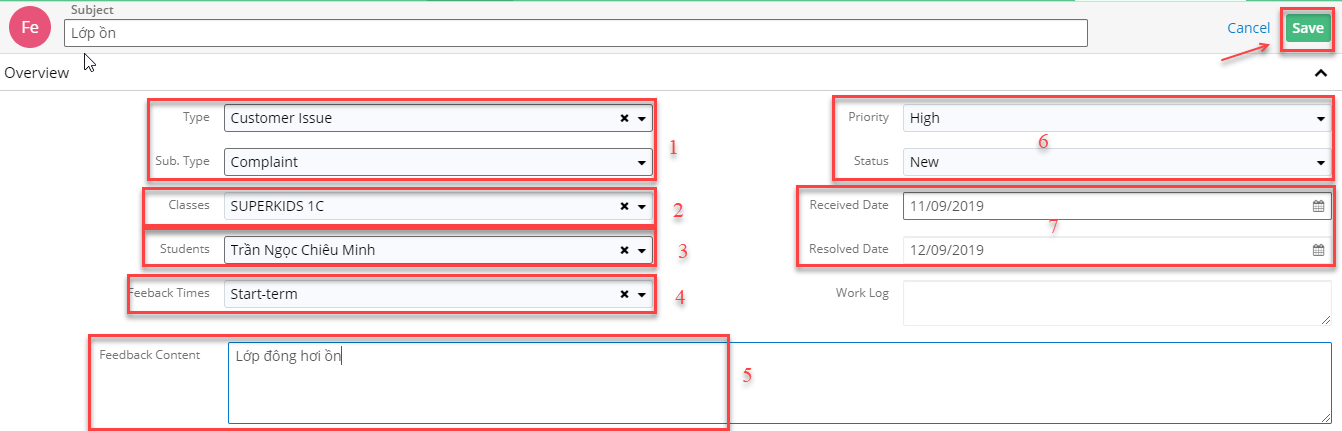 Fe
Subject
Lớp ồn
Cancel
Save
Overview
Type
Customer Issue
1
Sub. Type
Complaint
Classes
SUPERKIDS 1C
2
Students
Trần Ngọc Chiêu Minh
3
Feeback Times
Start-term
4
Feedback Content
Lớp đông hơi ồn
5
Priority
High
6
Status
New
Received Date
11/09/2019
7
Resolved Date
12/09/2019
Work Log